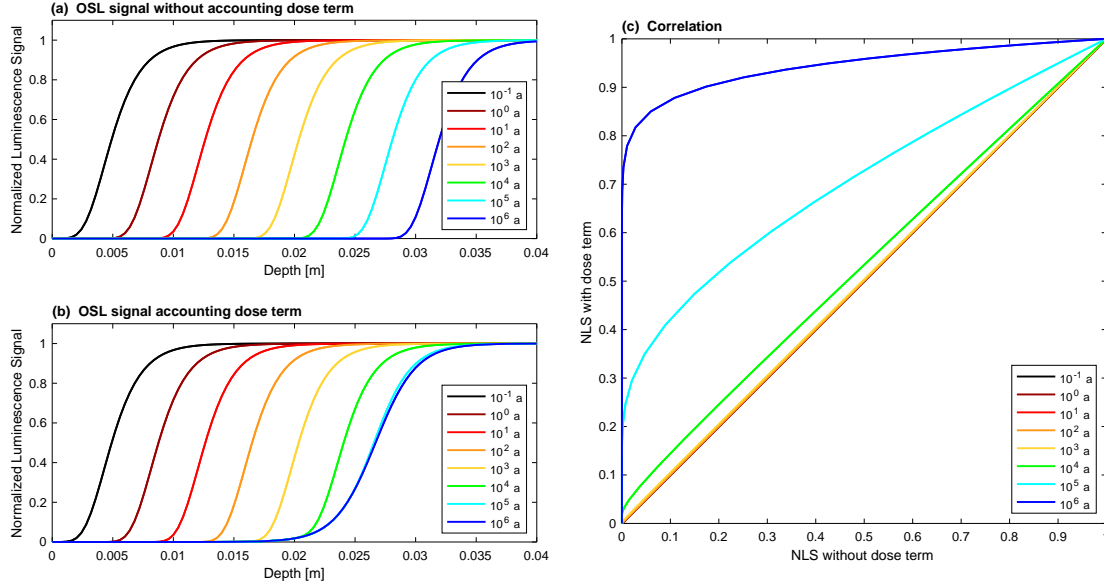 (a) OSL signal without accounting dose term
Normalized Luminescence Signal
1
0.8
0.6
0.4
0.2
0
0 0.005 0.01 0.015 0.02 0.025 0.03 0.035 0.04
Depth [m]
10⁻¹ a
10⁰ a
10¹ a
10² a
10³ a
10⁴ a
10⁵ a
10⁶ a
(b) OSL signal accounting dose term
Normalized Luminescence Signal
1
0.8
0.6
0.4
0.2
0
0 0.005 0.01 0.015 0.02 0.025 0.03 0.035 0.04
Depth [m]
10⁻¹ a
10⁰ a
10¹ a
10² a
10³ a
10⁴ a
10⁵ a
10⁶ a
(c) Correlation
NLS with dose term
1
0.9
0.8
0.7
0.6
0.5
0.4
0.3
0.2
0.1
0
0 0.1 0.2 0.3 0.4 0.5 0.6 0.7 0.8 0.9
NLS without dose term
10⁻¹ a
10⁰ a
10¹ a
10² a
10³ a
10⁴ a
10⁵ a
10⁶ a